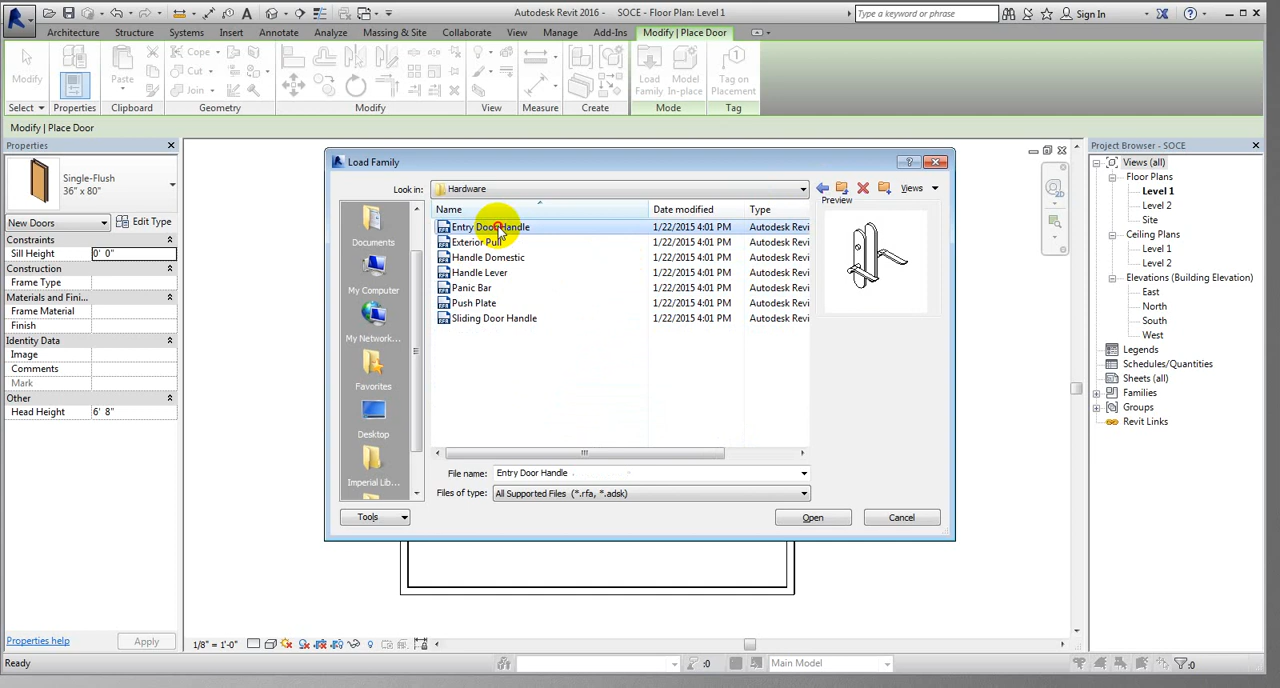 Autodesk Revit 2016 - SOCE - Floor Plan: Level 1
Type a keyword or phrase
Sign In
Architecture Structure Systems Insert Annotate Analyze Massing & Site Collaborate View Manage Add-Ins Modify | Place Door
Modify
Paste
Cope
Cut
Join
Load Family
Model In-place
Tag on Placement
Select Properties Clipboard Geometry Modify View Measure Create Mode Tag
Modify | Place Door
Properties
Single-Flush
36" x 80"
New Doors
Edit Type
Constraints
Sill Height 0' 0"
Construction
Frame Type
Materials and Fini...
Frame Material
Finish
Identity Data
Image
Comments
Mark
Other
Head Height 6' 8"
Properties help
Apply
Load Family
Look in: Hardware
Views
Name Date modified Type
Preview
Entry Door Handle 1/22/2015 4:01 PM Autodesk Revi
Exterior Pull 1/22/2015 4:01 PM Autodesk Revi
Handle Domestic 1/22/2015 4:01 PM Autodesk Revi
Handle Lever 1/22/2015 4:01 PM Autodesk Revi
Panic Bar 1/22/2015 4:01 PM Autodesk Revi
Push Plate 1/22/2015 4:01 PM Autodesk Revi
Sliding Door Handle 1/22/2015 4:01 PM Autodesk Revi
Documents
My Computer
My Network...
Favorites
Desktop
Imperial Lib...
File name: Entry Door Handle
Files of type: All Supported Files (*.rfa, *.adsk)
Tools
Open
Cancel
Project Browser - SOCE
Views (all)
Floor Plans
Level 1
Level 2
Site
Ceiling Plans
Level 1
Level 2
Elevations (Building Elevation)
East
North
South
West
Legends
Schedules/Quantities
Sheets (all)
Families
Groups
Revit Links
1/8" = 1'-0"
Ready
:0
Main Model
:0